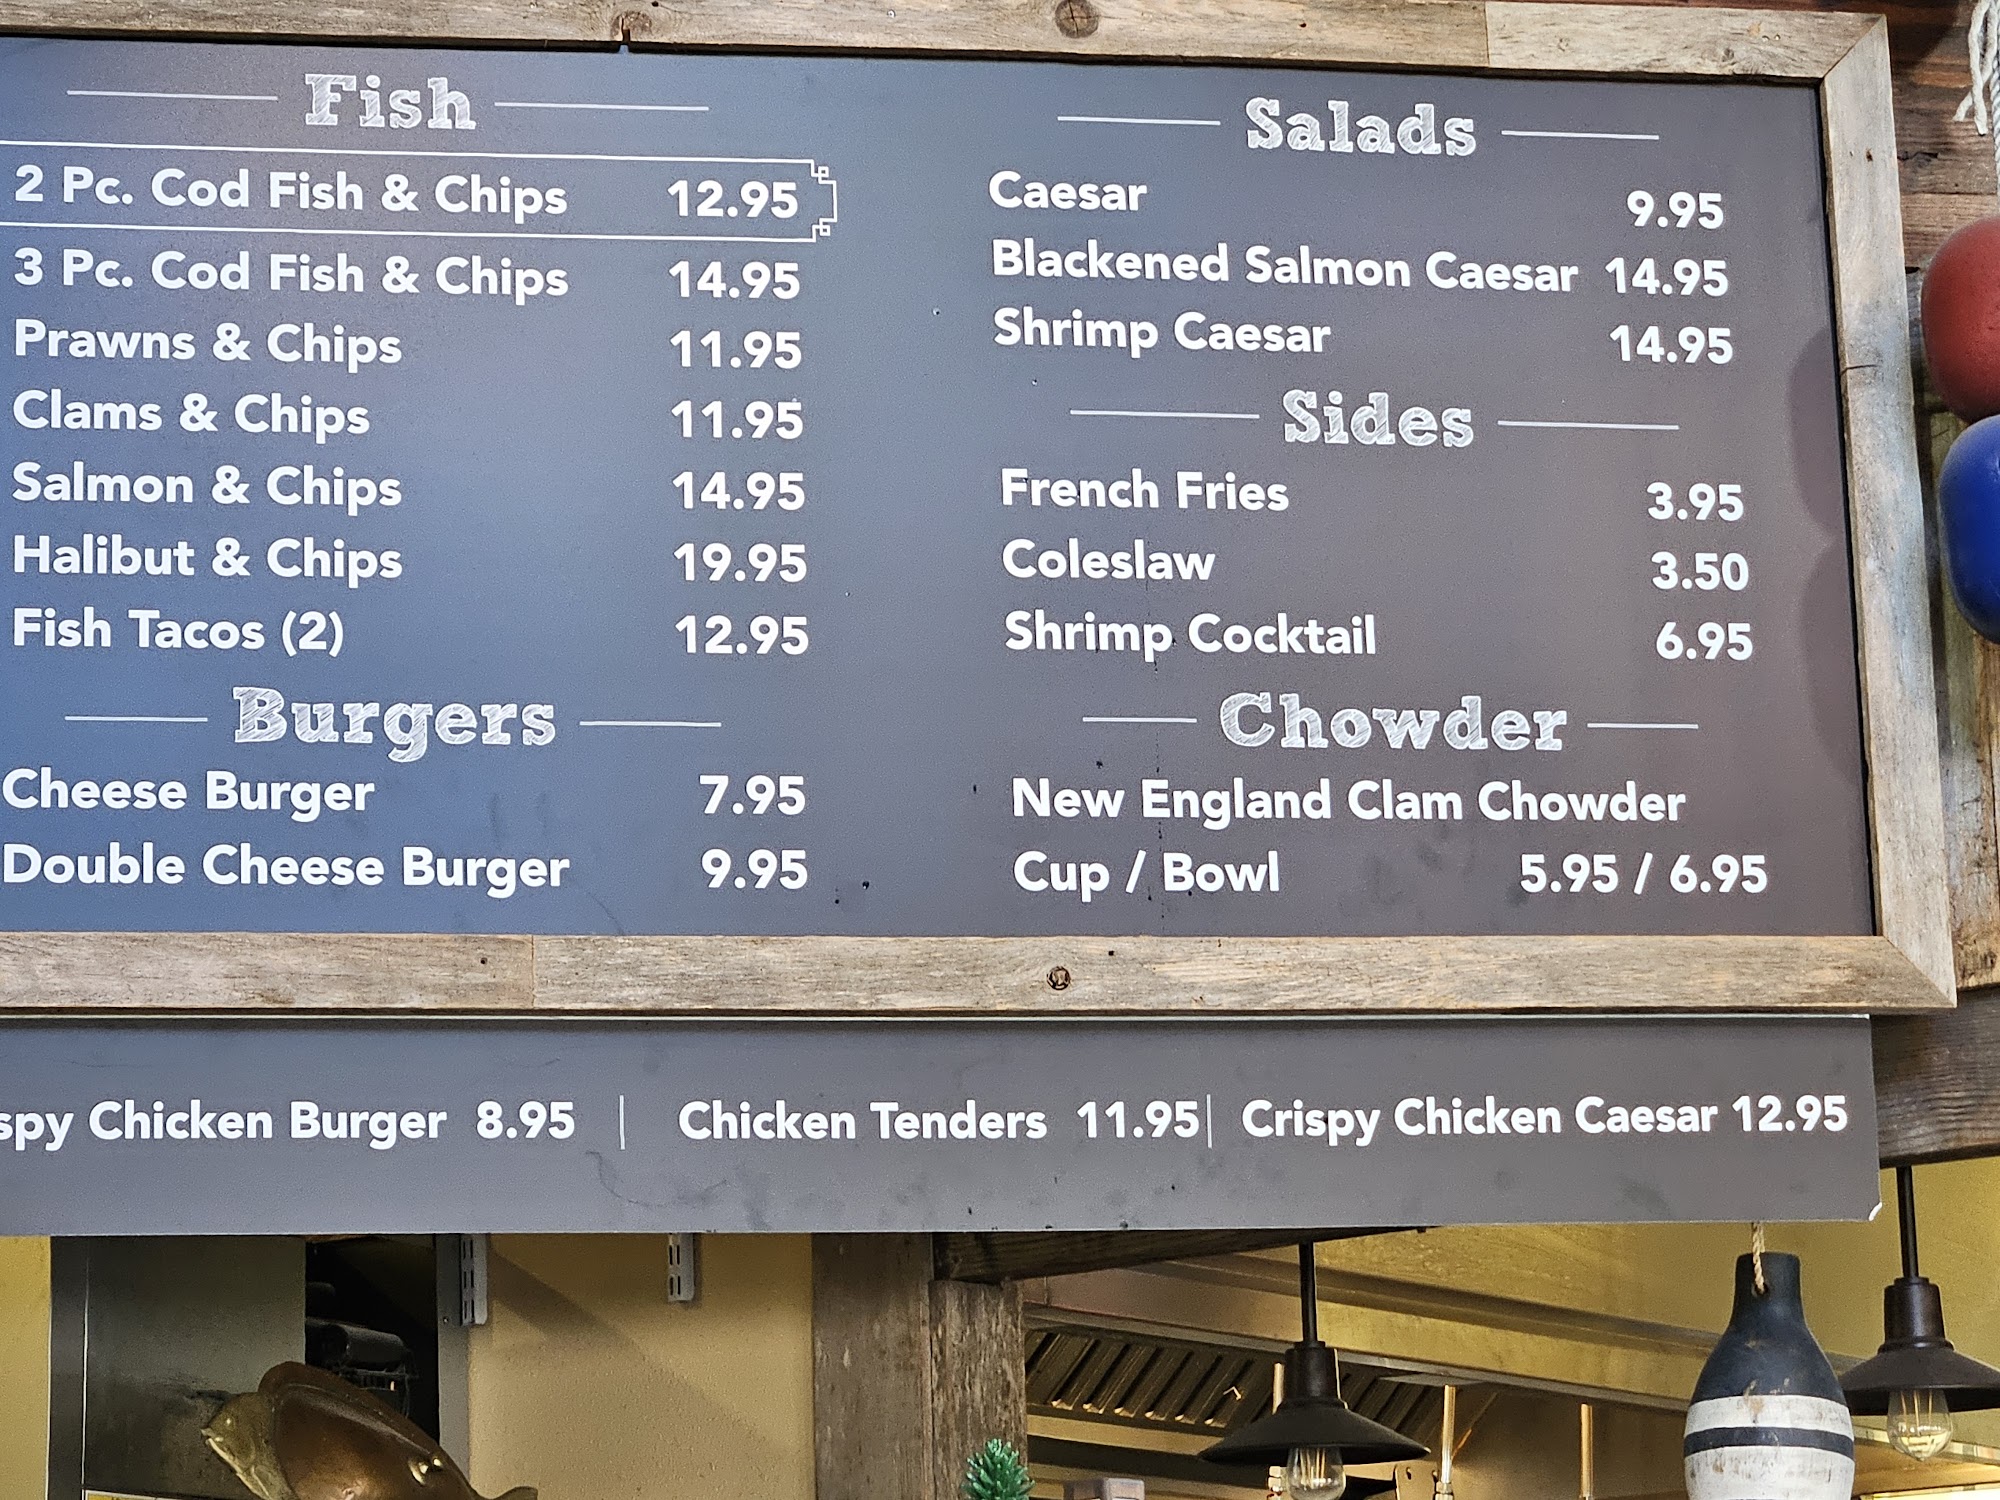 Fish
2 Pc. Cod Fish & Chips 12.95
3 Pc. Cod Fish & Chips 14.95
Prawns & Chips 11.95
Clams & Chips 11.95
Salmon & Chips 14.95
Halibut & Chips 19.95
Fish Tacos (2) 12.95
Burgers
Cheese Burger 7.95
Double Cheese Burger 9.95
Salads
Caesar 9.95
Blackened Salmon Caesar 14.95
Shrimp Caesar 14.95
Sides
French Fries 3.95
Coleslaw 3.50
Shrimp Cocktail 6.95
Chowder
New England Clam Chowder
Cup / Bowl 5.95 / 6.95
spy Chicken Burger 8.95 | Chicken Tenders 11.95 | Crispy Chicken Caesar 12.95